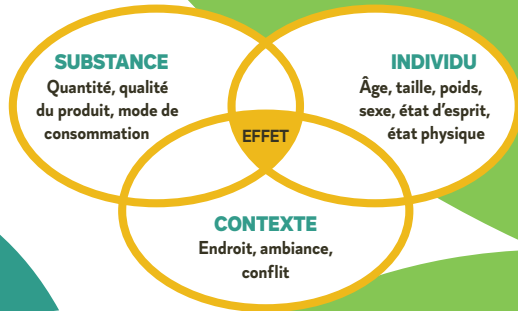 SUBSTANCE
Quantité, qualité
du produit, mode de
consommation
INDIVIDU
Âge, taille, poids,
sexe, état d'esprit,
état physique
EFFET
CONTEXTE
Endroit, ambiance,
conflit